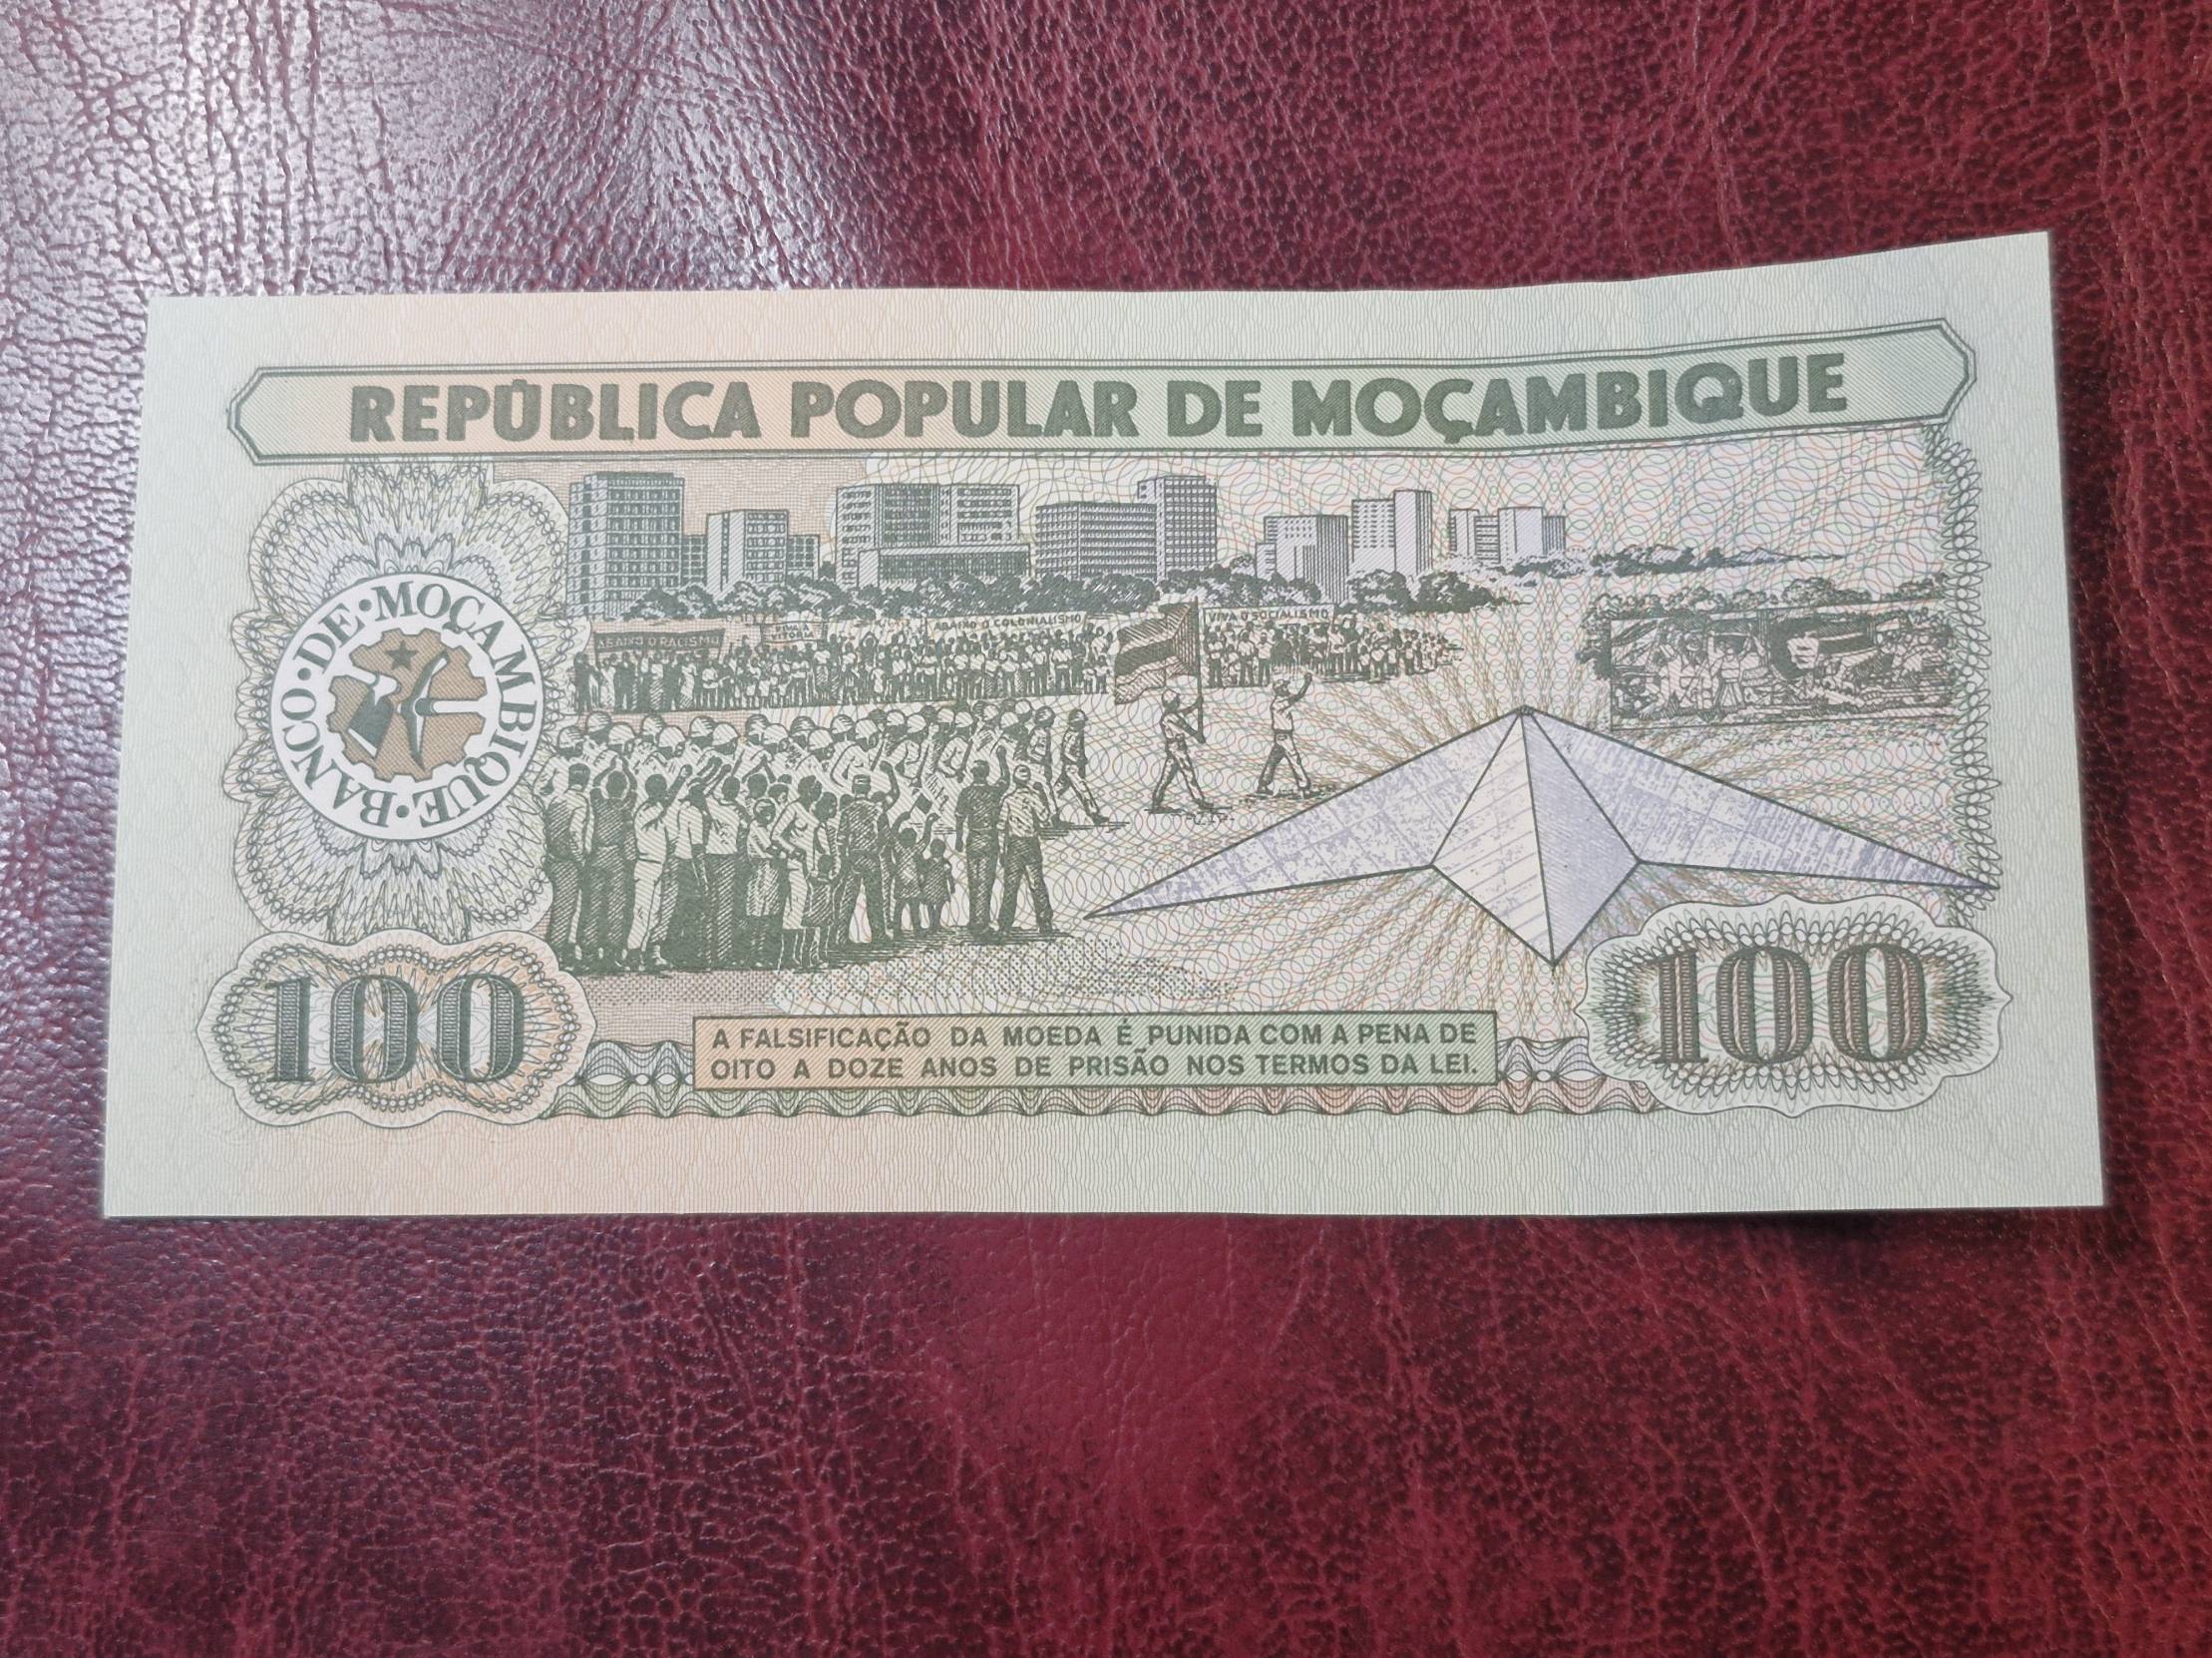 REPÚBLICA POPULAR DE MOÇAMBIQUE
ABAIXO O RACISMO
ABAIXO O COLONIALISMO
VIVA O SOCIALISMO
BANCO·DE·MOÇAMBIQUE·
100
100
A FALSIFICAÇÃO DA MOEDA É PUNIDA COM A PENA DE
OITO A DOZE ANOS DE PRISÃO NOS TERMOS DA LEI.